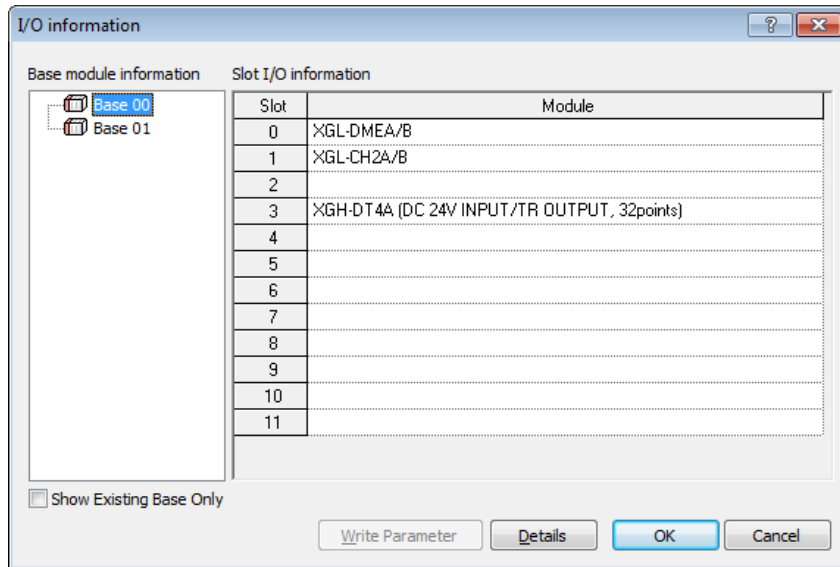 I/O information
Base module information
Slot I/O information
Base 00
Base 01
Slot Module
0 XGL-DMEA/B
1 XGL-CH2A/B
2
3 XGH-DT4A (DC 24V INPUT/TR OUTPUT, 32points)
4
5
6
7
8
9
10
11
Show Existing Base Only
Write Parameter Details OK Cancel